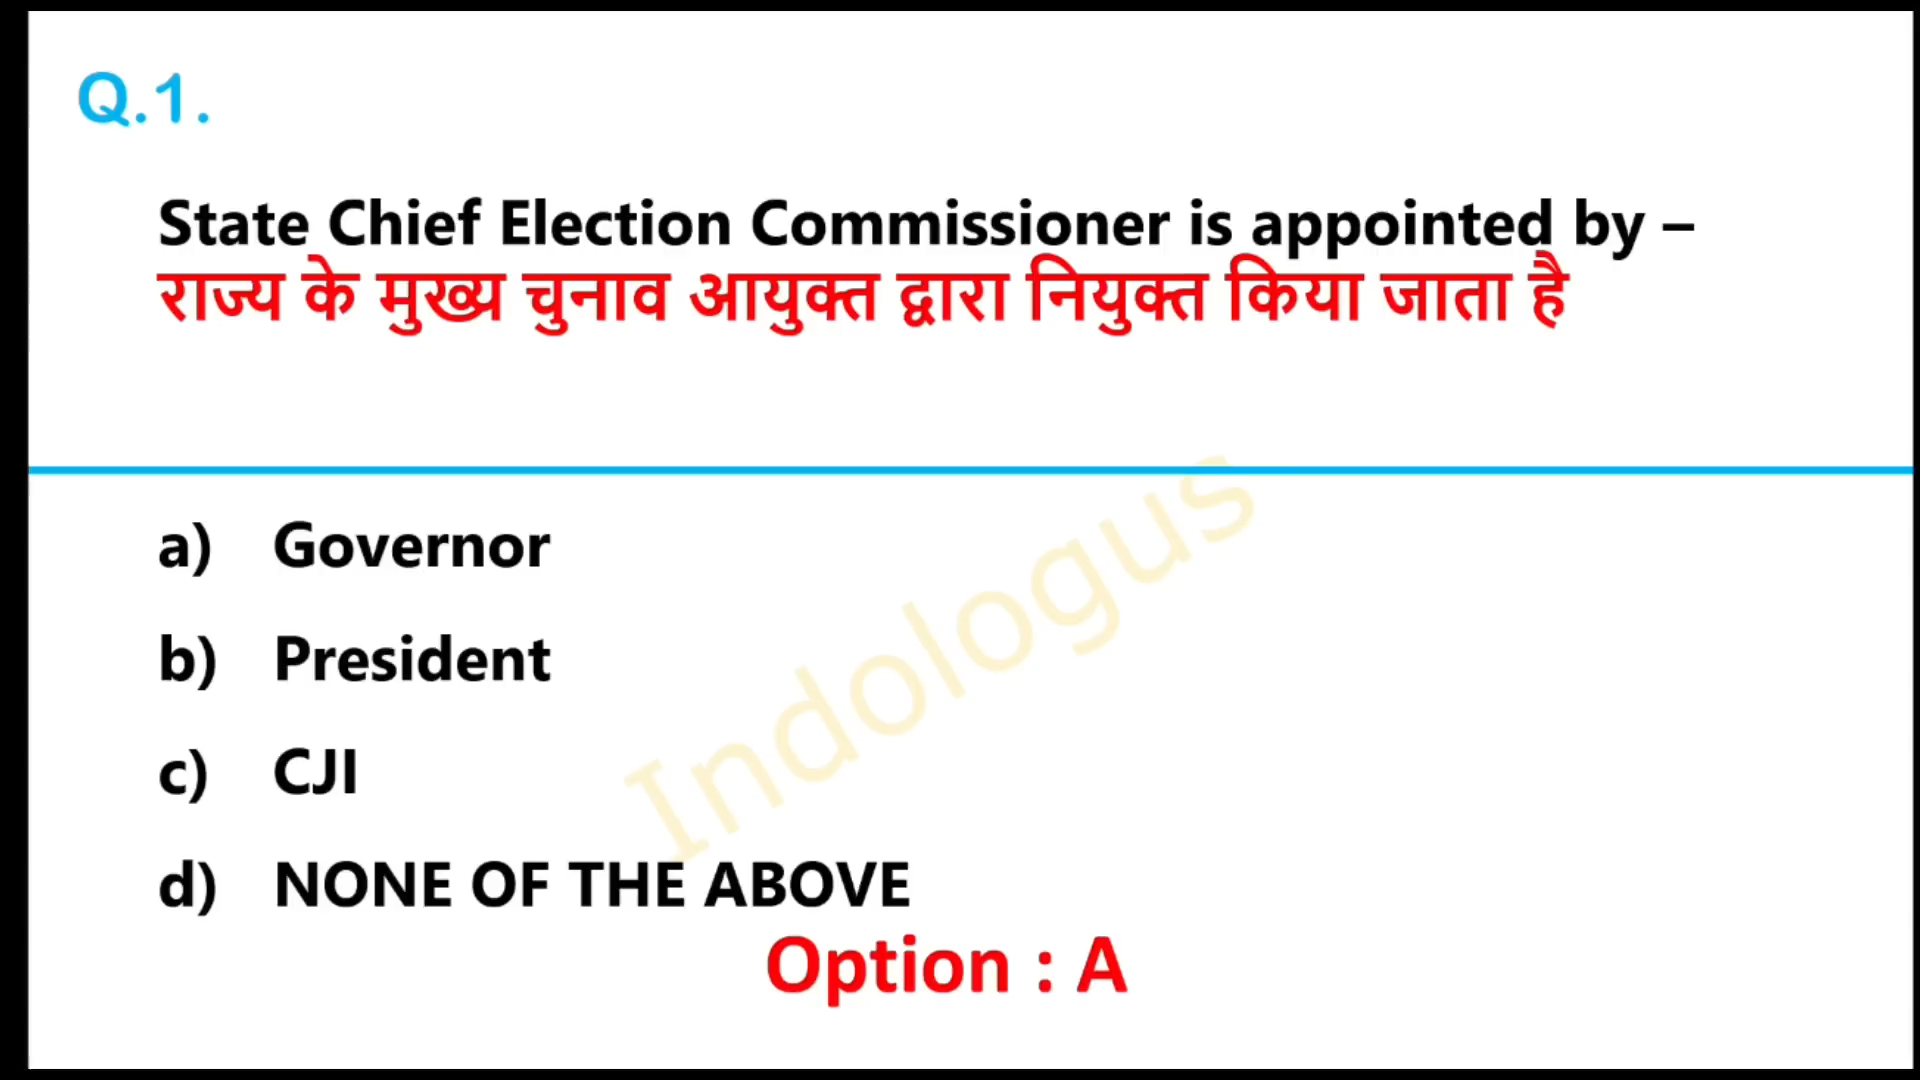 Q.1.
State Chief Election Commissioner is appointed by –
राज्य के मुख्य चुनाव आयुक्त द्वारा नियुक्त किया जाता है
a) Governor
b) President
c) CJI
d) NONE OF THE ABOVE
Option : A
Indologus